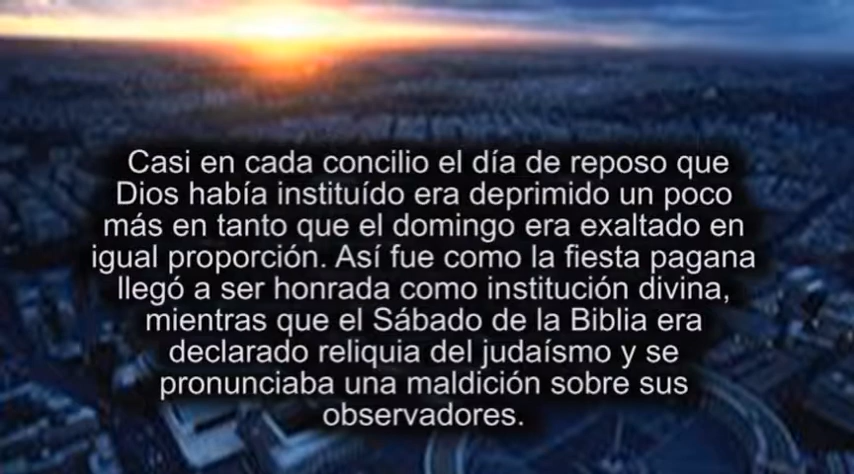 Casi en cada concilio el día de reposo que
Dios había instituído era deprimido un poco
más en tanto que el domingo era exaltado en
igual proporción. Así fue como la fiesta pagana
llegó a ser honrada como institución divina,
mientras que el Sábado de la Biblia era
declarado reliquia del judaísmo y se
pronunciaba una maldición sobre sus
observadores.